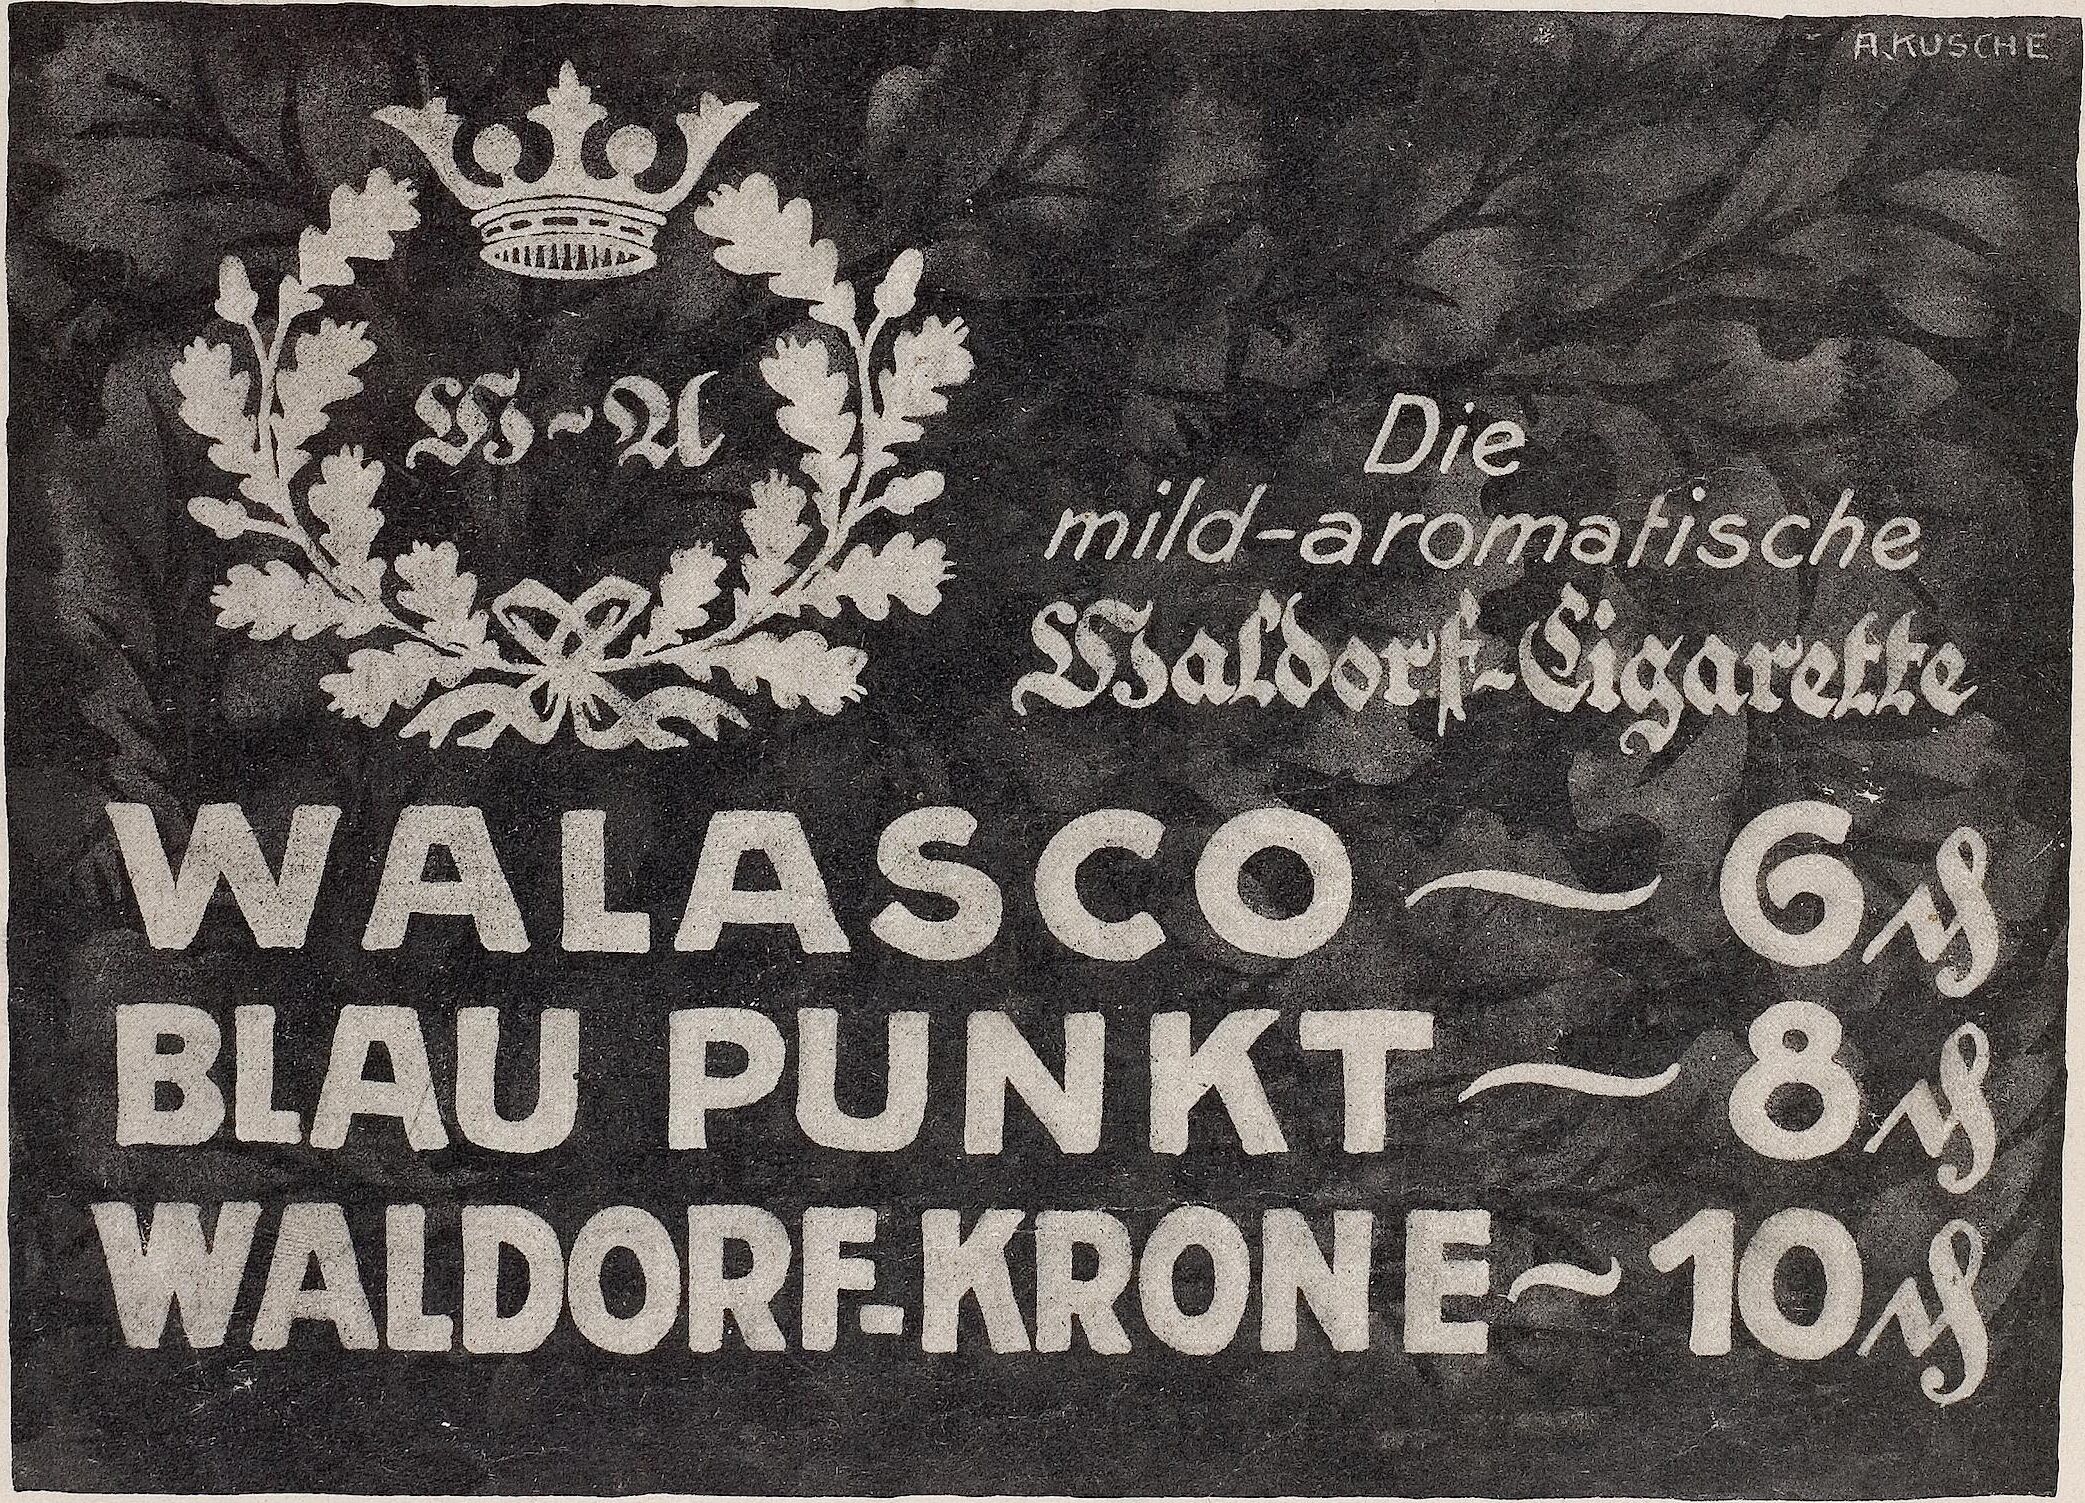 A. KUSCHE
W-A
Die
mild-aromatische
Waldorf-Cigarette
WALASCO ~ 6 ₰
BLAU PUNKT ~ 8 ₰
WALDORF-KRONE ~ 10 ₰